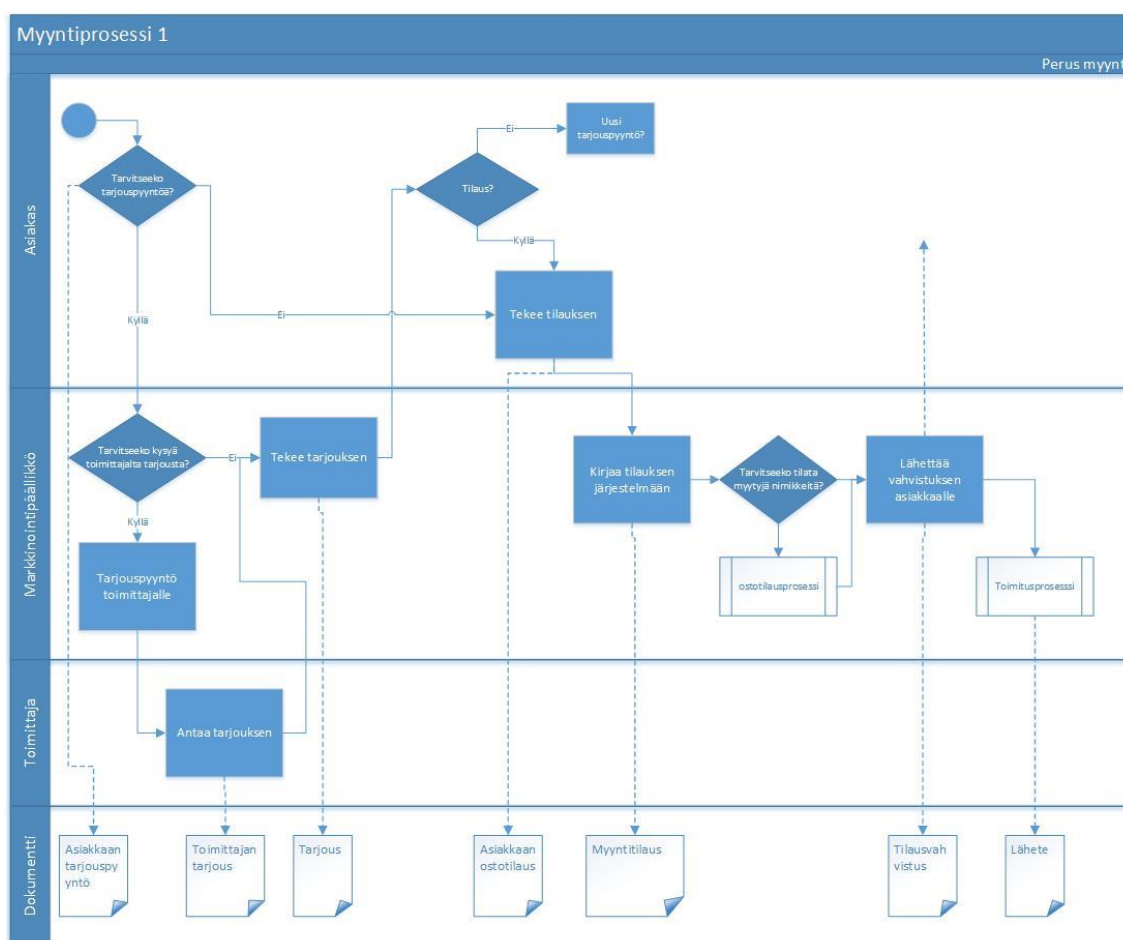 Myyntiprosessi 1
Perus myynt
Asiakas
Tarvitseeko
tarjouspyyntöä?
Tilaus?
Ei
Uusi
tarjouspyyntö?
Kyllä
Tekee tilauksen
Ei
Kyllä
Markkinointipäällikkö
Tarvitseeko kysyä
toimittajalta tarjousta?
Ei
Tekee tarjouksen
Kyllä
Tarjouspyyntö
toimittajalle
Kirjaa tilauksen
järjestelmään
Tarvitseeko tilata
myytyjä nimikkeitä?
Lähettää
vahvistuksen
asiakkaalle
ostotilausprosessi
Toimitusprosesssi
Toimittaja
Antaa tarjouksen
Dokumentti
Asiakkaan
tarjouspy
yntö
Toimittajan
tarjous
Tarjous
Asiakkaan
ostotilaus
Myyntitilaus
Tilausvah
vistus
Lähete